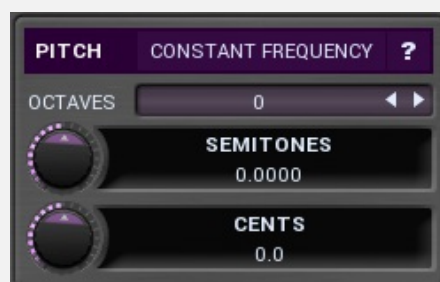 PITCH CONSTANT FREQUENCY ?
OCTAVES 0
SEMITONES
0.0000
CENTS
0.0